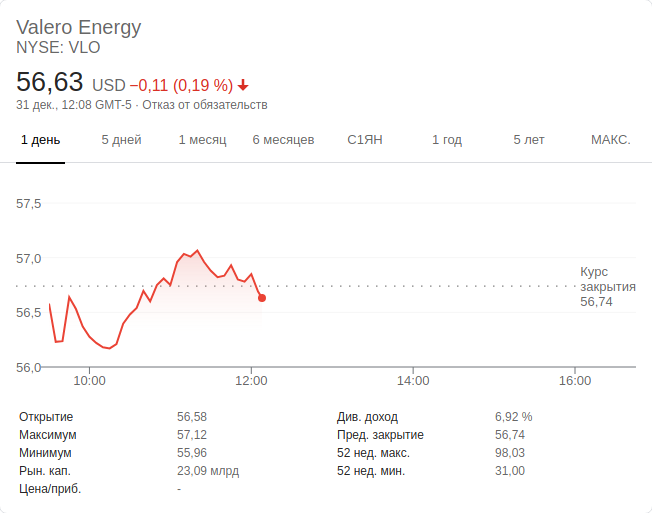 Valero Energy
NYSE: VLO
56,63 USD −0,11 (0,19 %)
31 дек., 12:08 GMT-5 · Отказ от обязательств
1 день 5 дней 1 месяц 6 месяцев С1ЯН 1 год 5 лет МАКС.
57,5
57,0
Курс
закрытия
56,74
56,5
56,0
10:00 12:00 14:00 16:00
Открытие 56,58 Див. доход 6,92 %
Максимум 57,12 Пред. закрытие 56,74
Минимум 55,96 52 нед. макс. 98,03
Рын. кап. 23,09 млрд 52 нед. мин. 31,00
Цена/приб. -